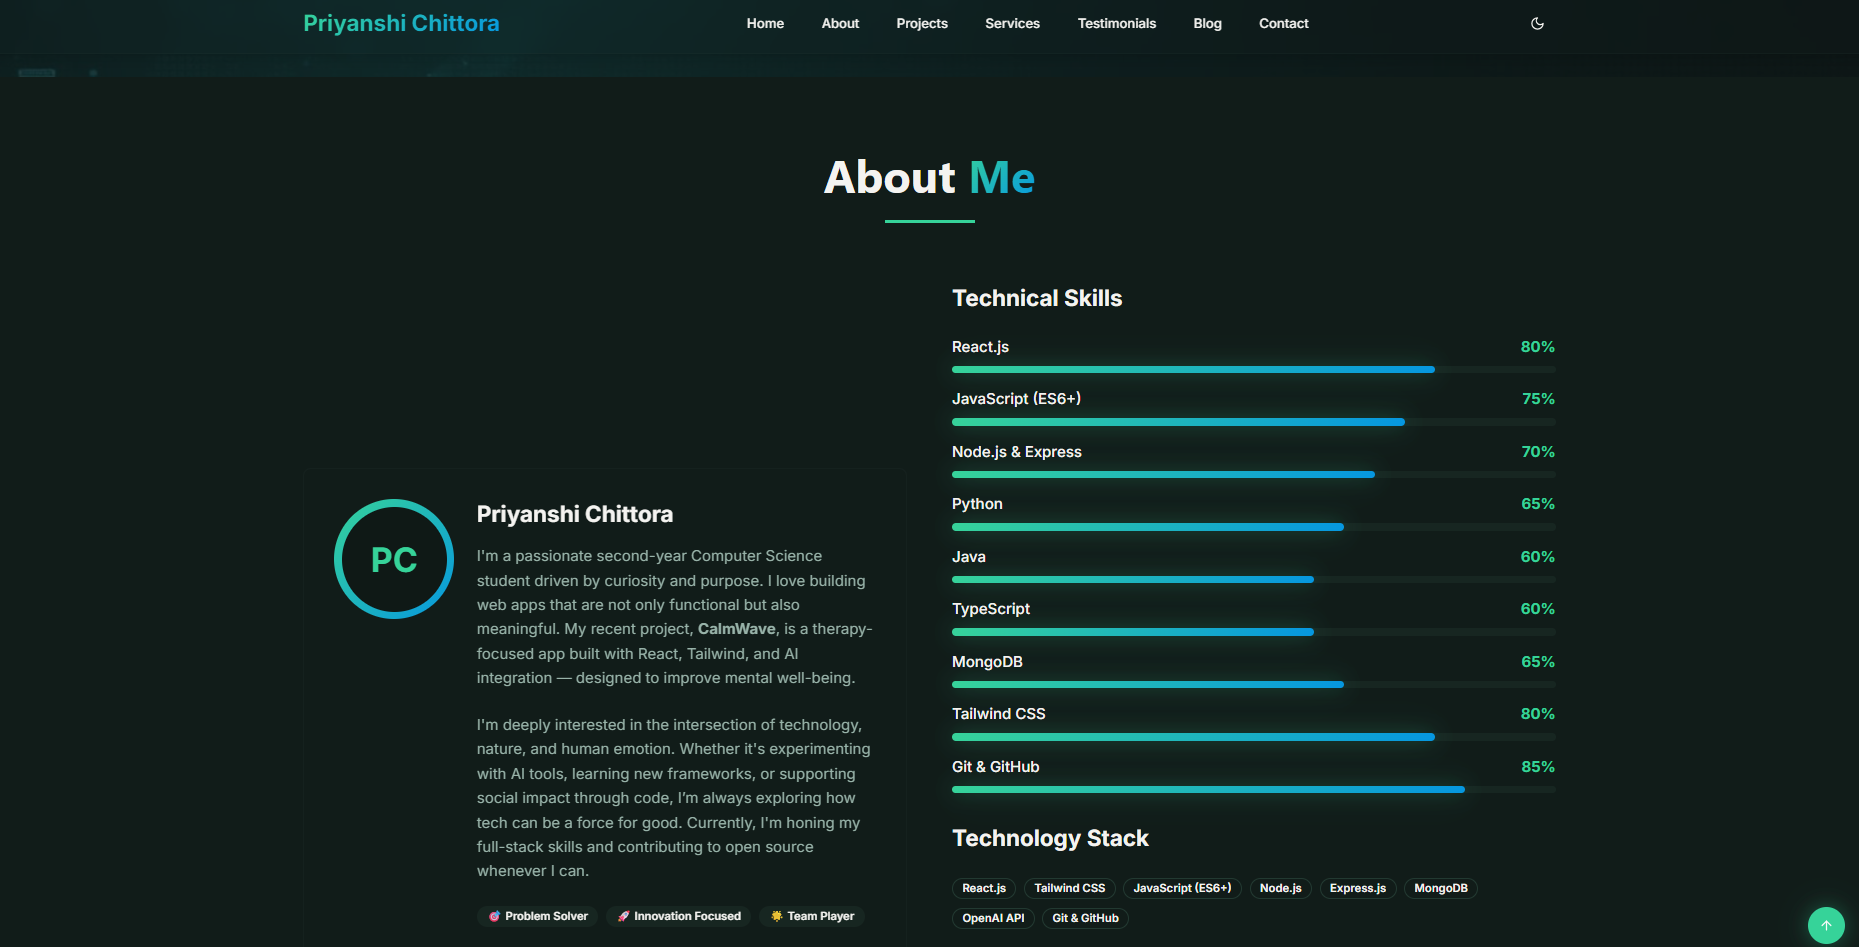 Priyanshi Chittora
Home About Projects Services Testimonials Blog Contact
About Me
PC
Priyanshi Chittora
I'm a passionate second-year Computer Science
student driven by curiosity and purpose. I love building
web apps that are not only functional but also
meaningful. My recent project, CalmWave, is a therapy-
focused app built with React, Tailwind, and AI
integration — designed to improve mental well-being.
I'm deeply interested in the intersection of technology,
nature, and human emotion. Whether it's experimenting
with AI tools, learning new frameworks, or supporting
social impact through code, I’m always exploring how
tech can be a force for good. Currently, I'm honing my
full-stack skills and contributing to open source
whenever I can.
🎯 Problem Solver 🚀 Innovation Focused 🌟 Team Player
Technical Skills
React.js 80%
JavaScript (ES6+) 75%
Node.js & Express 70%
Python 65%
Java 60%
TypeScript 60%
MongoDB 65%
Tailwind CSS 80%
Git & GitHub 85%
Technology Stack
React.js Tailwind CSS JavaScript (ES6+) Node.js Express.js MongoDB
OpenAI API Git & GitHub